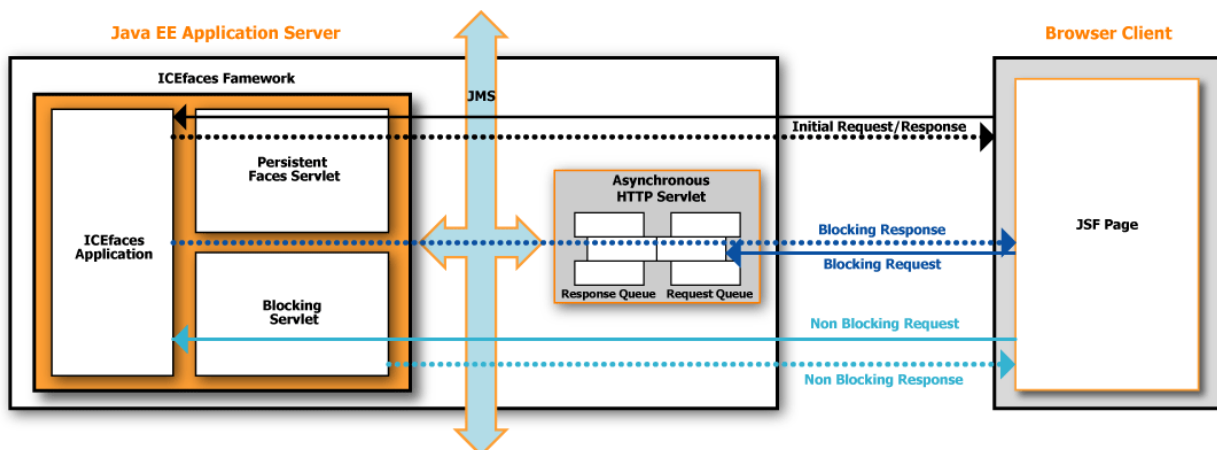 Java EE Application Server
Browser Client
ICEfaces Famework
JMS
Initial Request/Response
Persistent
Faces Servlet
Asynchronous
HTTP Servlet
ICEfaces
Application
Blocking Response
JSF Page
Blocking Request
Response Queue
Request Queue
Blocking
Servlet
Non Blocking Request
Non Blocking Response